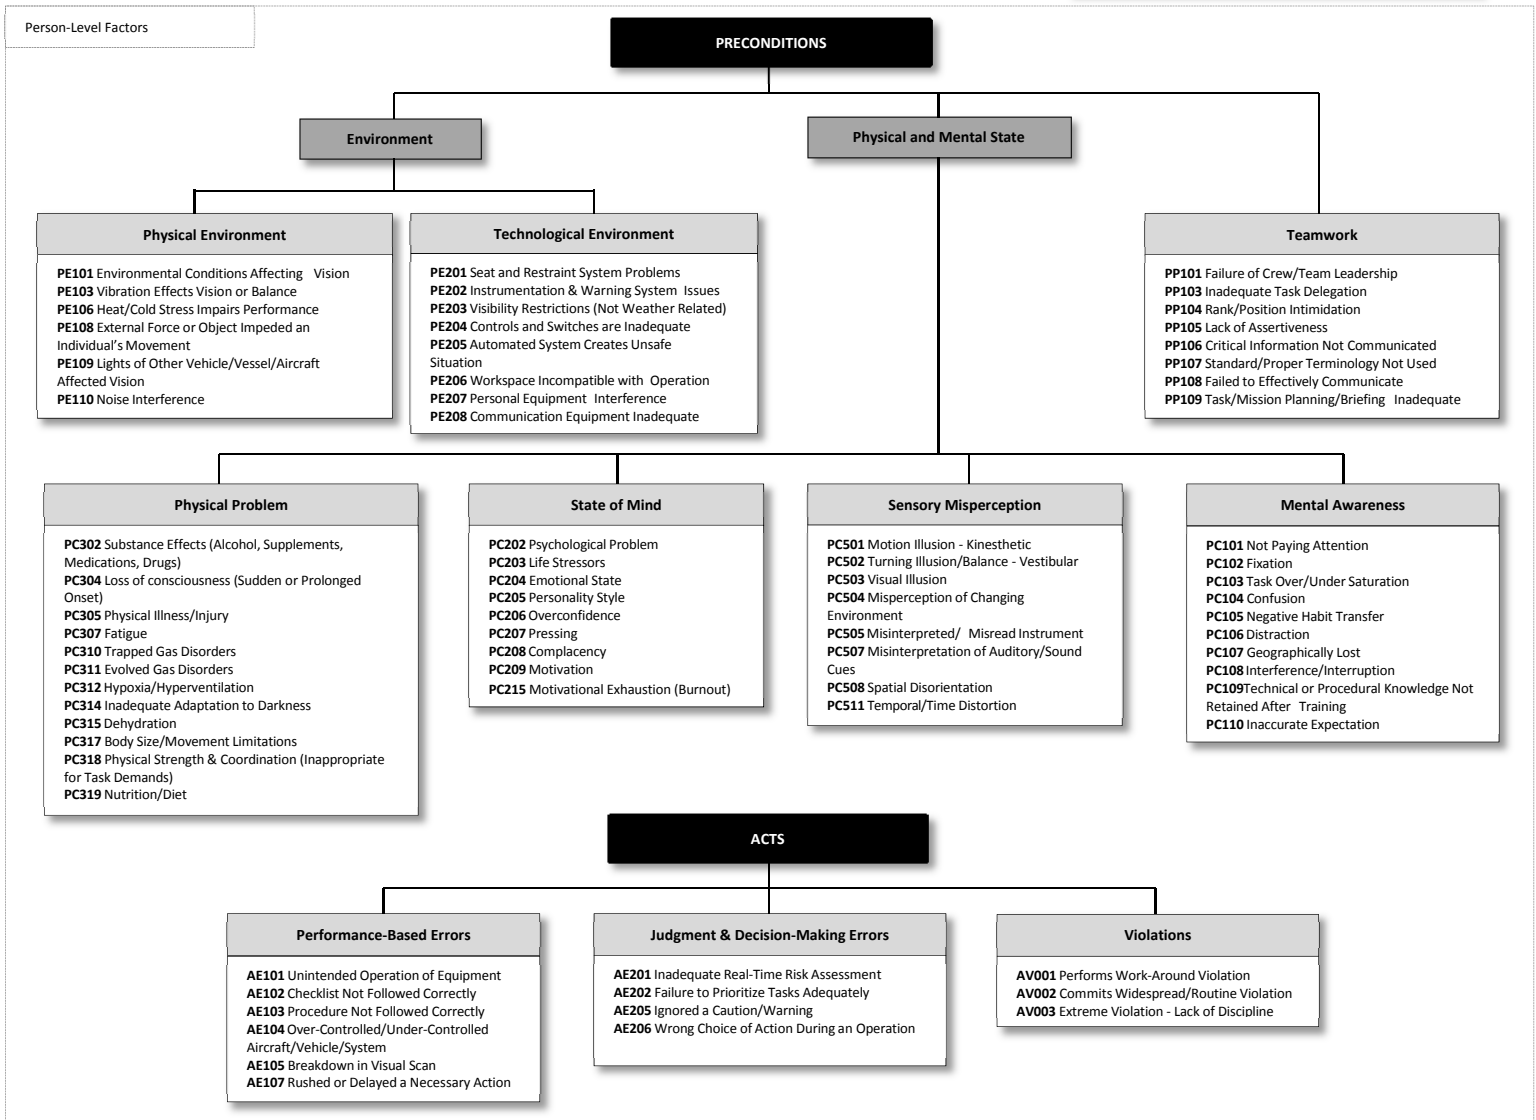 Person-Level Factors
PRECONDITIONS
Environment
Physical and Mental State
Physical Environment
PE101 Environmental Conditions Affecting Vision
PE103 Vibration Effects Vision or Balance
PE106 Heat/Cold Stress Impairs Performance
PE108 External Force or Object Impeded an
Individual's Movement
PE109 Lights of Other Vehicle/Vessel/Aircraft
Affected Vision
PE110 Noise Interference
Technological Environment
PE201 Seat and Restraint System Problems
PE202 Instrumentation & Warning System Issues
PE203 Visibility Restrictions (Not Weather Related)
PE204 Controls and Switches are Inadequate
PE205 Automated System Creates Unsafe
Situation
PE206 Workspace Incompatible with Operation
PE207 Personal Equipment Interference
PE208 Communication Equipment Inadequate
Teamwork
PP101 Failure of Crew/Team Leadership
PP103 Inadequate Task Delegation
PP104 Rank/Position Intimidation
PP105 Lack of Assertiveness
PP106 Critical Information Not Communicated
PP107 Standard/Proper Terminology Not Used
PP108 Failed to Effectively Communicate
PP109 Task/Mission Planning/Briefing Inadequate
Physical Problem
PC302 Substance Effects (Alcohol, Supplements,
Medications, Drugs)
PC304 Loss of consciousness (Sudden or Prolonged
Onset)
PC305 Physical Illness/Injury
PC307 Fatigue
PC310 Trapped Gas Disorders
PC311 Evolved Gas Disorders
PC312 Hypoxia/Hyperventilation
PC314 Inadequate Adaptation to Darkness
PC315 Dehydration
PC317 Body Size/Movement Limitations
PC318 Physical Strength & Coordination (Inappropriate
for Task Demands)
PC319 Nutrition/Diet
State of Mind
PC202 Psychological Problem
PC203 Life Stressors
PC204 Emotional State
PC205 Personality Style
PC206 Overconfidence
PC207 Pressing
PC208 Complacency
PC209 Motivation
PC215 Motivational Exhaustion (Burnout)
Sensory Misperception
PC501 Motion Illusion - Kinesthetic
PC502 Turning Illusion/Balance - Vestibular
PC503 Visual Illusion
PC504 Misperception of Changing
Environment
PC505 Misinterpreted/ Misread Instrument
PC507 Misinterpretation of Auditory/Sound
Cues
PC508 Spatial Disorientation
PC511 Temporal/Time Distortion
Mental Awareness
PC101 Not Paying Attention
PC102 Fixation
PC103 Task Over/Under Saturation
PC104 Confusion
PC105 Negative Habit Transfer
PC106 Distraction
PC107 Geographically Lost
PC108 Interference/Interruption
PC109Technical or Procedural Knowledge Not
Retained After Training
PC110 Inaccurate Expectation
ACTS
Performance-Based Errors
AE101 Unintended Operation of Equipment
AE102 Checklist Not Followed Correctly
AE103 Procedure Not Followed Correctly
AE104 Over-Controlled/Under-Controlled
Aircraft/Vehicle/System
AE105 Breakdown in Visual Scan
AE107 Rushed or Delayed a Necessary Action
Judgment & Decision-Making Errors
AE201 Inadequate Real-Time Risk Assessment
AE202 Failure to Prioritize Tasks Adequately
AE205 Ignored a Caution/Warning
AE206 Wrong Choice of Action During an Operation
Violations
AV001 Performs Work-Around Violation
AV002 Commits Widespread/Routine Violation
AV003 Extreme Violation - Lack of Discipline